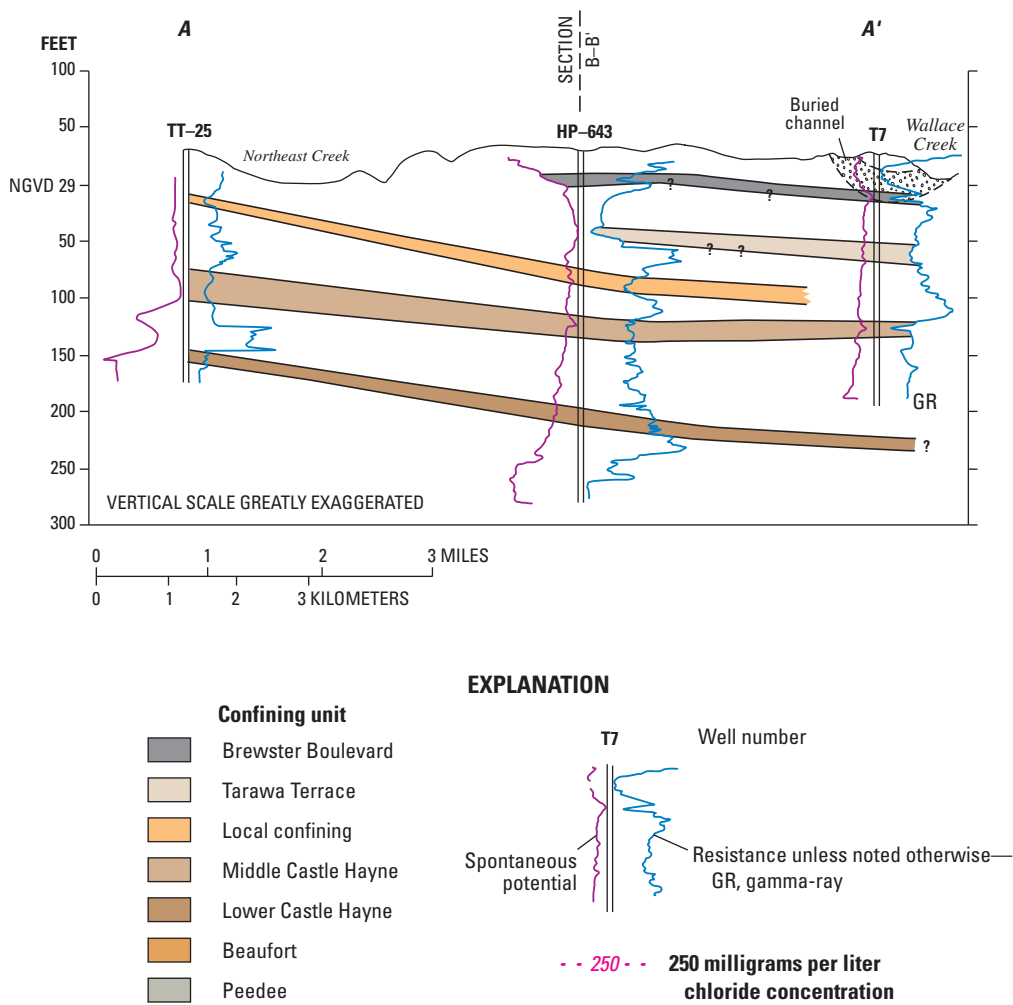 A
A'
FEET
SECTION
B–B'
100
50
NGVD 29
50
100
150
200
250
300
TT–25
Northeast Creek
HP–643
Buried
channel
T7
Wallace
Creek
?
?
?
?
?
GR
VERTICAL SCALE GREATLY EXAGGERATED
0 1 2 3 MILES
0 1 2 3 KILOMETERS
EXPLANATION
Confining unit
Brewster Boulevard
Tarawa Terrace
Local confining
Middle Castle Hayne
Lower Castle Hayne
Beaufort
Peedee
T7
Well number
Spontaneous
potential
Resistance unless noted otherwise—
GR, gamma-ray
- - 250 - - 250 milligrams per liter
chloride concentration